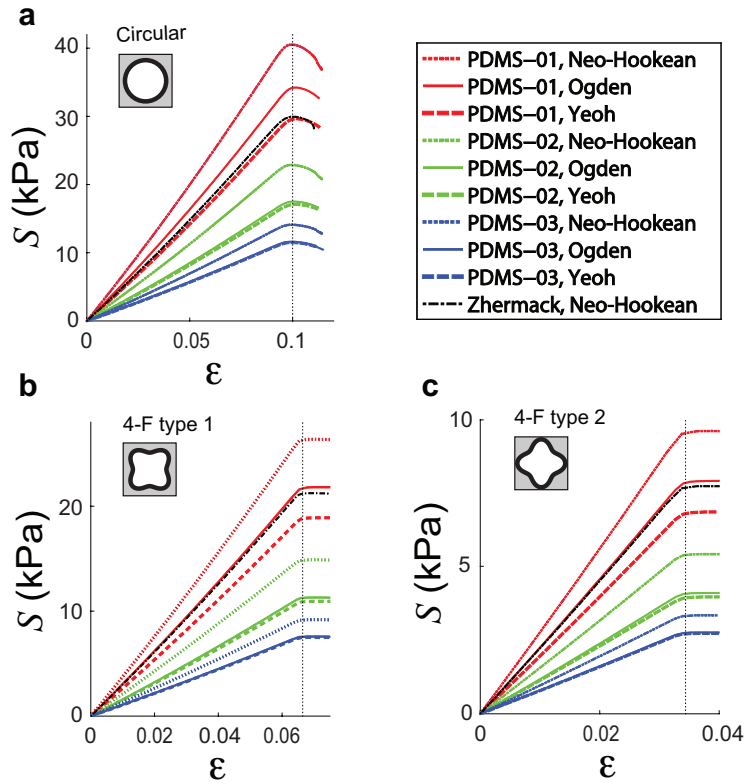 a
Circular
40
30
20
10
0
0
0.05
0.1
S (kPa)
ε
PDMS–01, Neo-Hookean
PDMS–01, Ogden
PDMS–01, Yeoh
PDMS–02, Neo-Hookean
PDMS–02, Ogden
PDMS–02, Yeoh
PDMS–03, Neo-Hookean
PDMS–03, Ogden
PDMS–03, Yeoh
Zhermack, Neo-Hookean
b
4-F type 1
20
10
0
0
0.02
0.04
0.06
S (kPa)
ε
c
4-F type 2
10
5
0
0
0.02
0.04
S (kPa)
ε